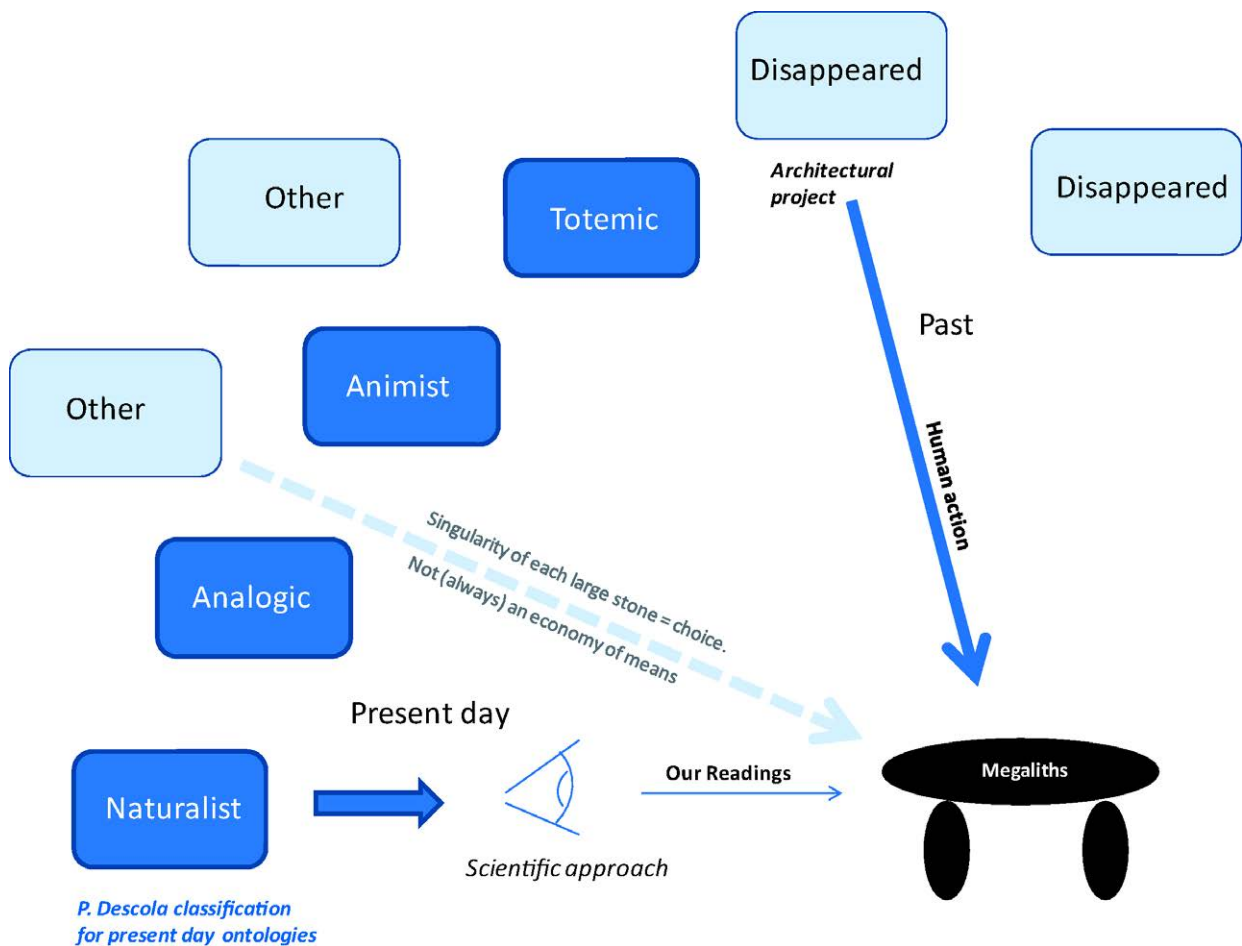 Disappeared
Disappeared
Other
Totemic
Architectural
project
Past
Animist
Other
Human action
Singularity of each large stone = choice.
Not (always) an economy of means
Analogic
Present day
Naturalist
Our Readings
Megaliths
Scientific approach
P. Descola classification
for present day ontologies